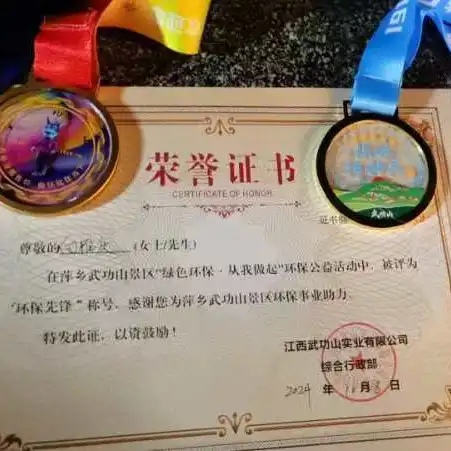 荣誉证书
CERTIFICATE OF HONOR
证书编
尊敬的 (女士/先生)
在萍乡武功山景区"绿色环保·从我做起"环保公益活动中，被评为
"环保先锋"称号，感谢您为萍乡武功山景区环保事业助力。
特发此证，以资鼓励！
江西武功山实业有限公司
综合行政部
2024 年 月 日
武功山